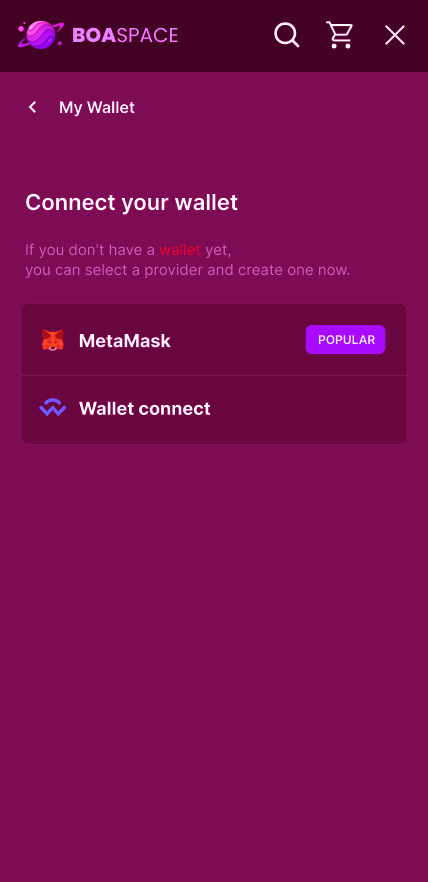 BOASPACE
My Wallet
Connect your wallet
If you don't have a wallet yet,
you can select a provider and create one now.
MetaMask
POPULAR
Wallet connect